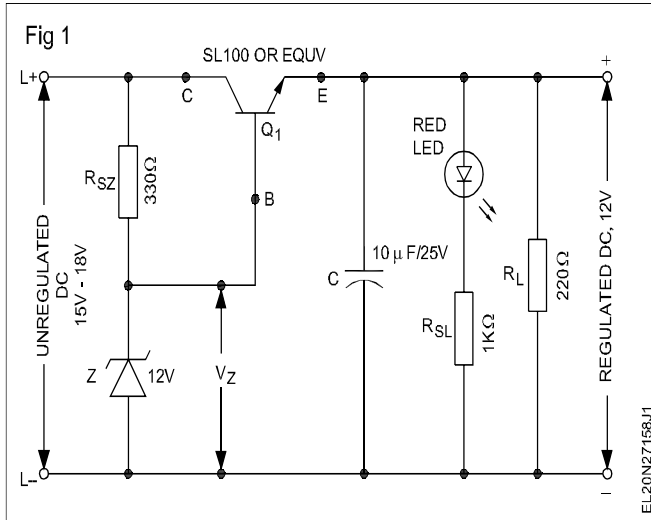 Fig 1
SL100 OR EQUV
L+
C
E
+
Q1
RED
LED
RSZ
330Ω
B
UNREGULATED
DC
15V - 18V
10 μF/25V
C
RL
220Ω
REGULATED DC, 12V
RSL
1KΩ
Z
12V
VZ
L--
–
EL20N27158J1